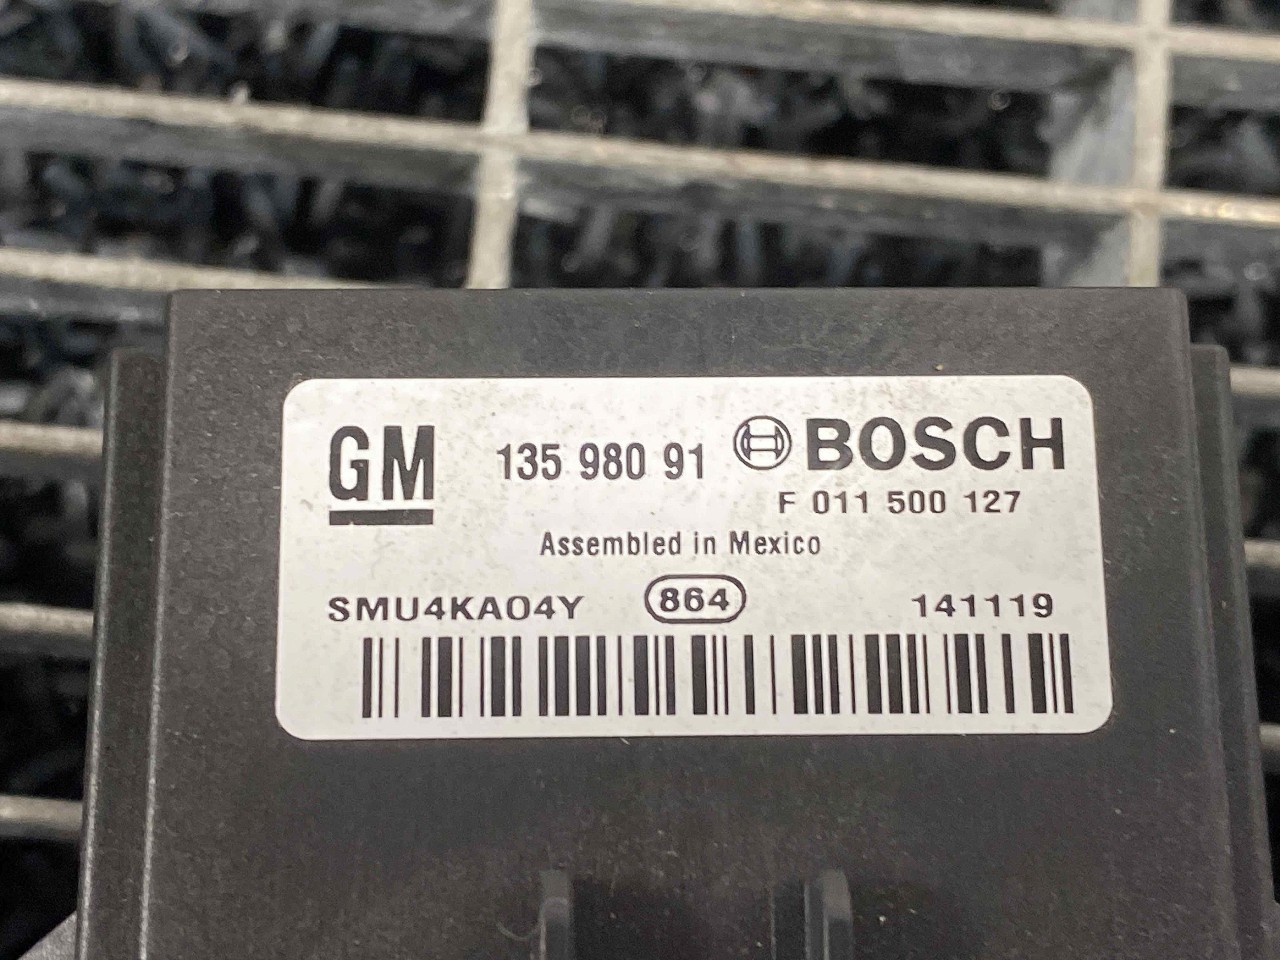 GM 135 980 91 BOSCH
F 011 500 127
Assembled in Mexico
SMU4KA04Y 864 141119